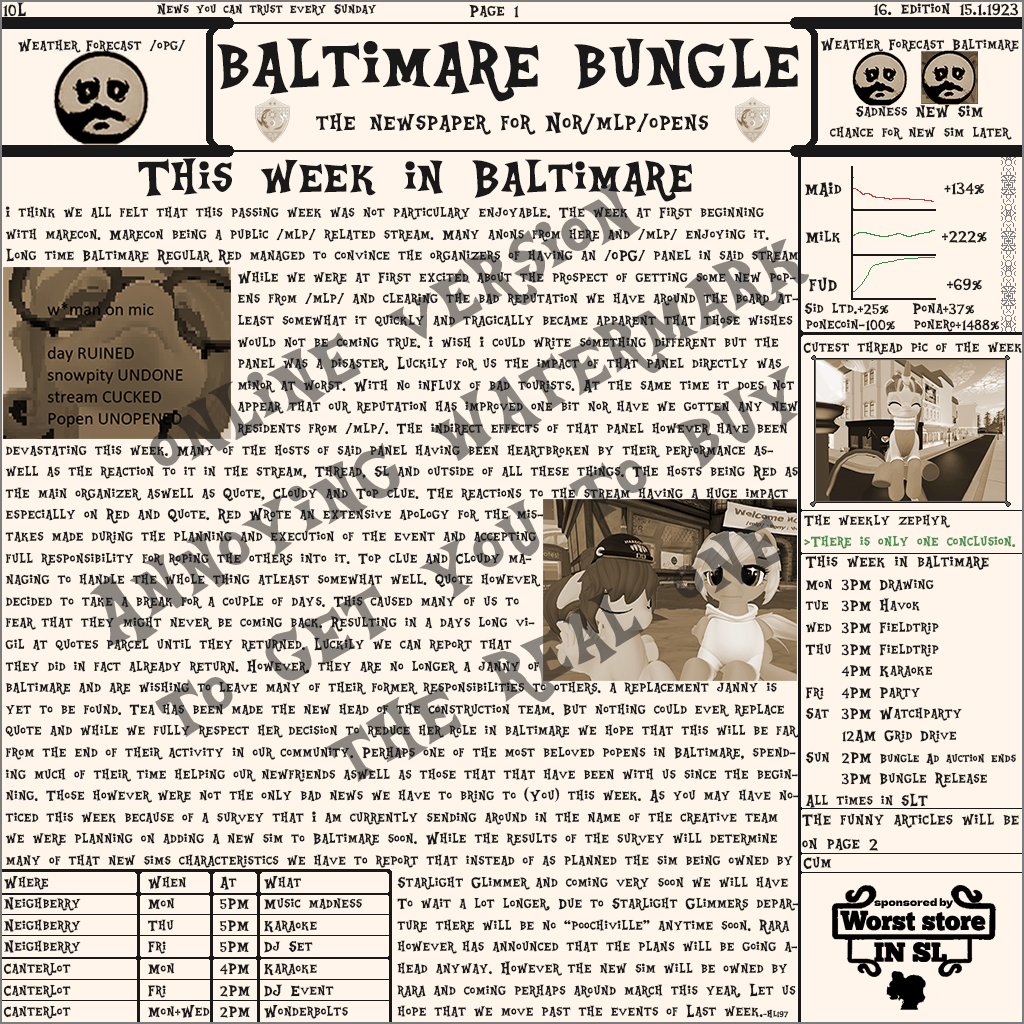 10L
News you can trust every Sunday
Page 1
16. Edition 15.1.1923
Weather Forecast /opg/
Baltimare Bungle
The newspaper for Nor/mlp/opens
Weather Forecast Baltimare
Sadness New Sim
Chance for new sim later
This week in Baltimare
I think we all felt that this passing week was not particulary enjoyable. The week at first beginning
with Marecon. Marecon being a public /mlp/ related stream. Many anons from here and /mlp/ enjoying it.
Long time Baltimare Regular Red managed to convince the organizers of having an /opg/ panel in said stream
w*man on mic
day RUINED
snowpity UNDONE
stream CUCKED
Popen UNOPENED
While we were at first excited about the prospect of getting some new pop-
ens from /mlp/ and clearing the bad reputation we have around the board at-
least somewhat it quickly and tragically became apparent that those wishes
would not be coming true. I wish I could write something different but the
panel was a disaster. Luckily for us the impact of that panel directly was
minor at worst. With no influx of bad tourists. At the same time it does not
appear that our reputation has improved one bit nor have we gotten any new
residents from /mlp/. The indirect effects of that panel however have been
devastating this week. Many of the hosts of said panel having been heartbroken by their performance as-
well as the reaction to it in the stream, Thread, SL and outside of all these things. The hosts being Red as
the main organizer aswell as Quote, Cloudy and Top Clue. The reactions to the stream having a huge impact
especially on Red and Quote. Red wrote an extensive apology for the mis-
takes made during the planning and execution of the event and accepting
full responsibility for roping the others into it. Top Clue and Cloudy ma-
naging to handle the whole thing atleast somewhat well. Quote however
decided to take a break for a couple of days. This caused many of us to
fear that they might never be coming back. Resulting in a days long vi-
gil at Quotes parcel until they returned. Luckily we can report that
they did in fact already return. However they are no longer a janny of
Baltimare and are wishing to leave many of their former responsibilities to others. A replacement janny is
yet to be found. Tea has been made the new head of the construction team. But nothing could ever replace
Quote and while we fully respect her decision to reduce her role in Baltimare we hope that this will be far
from the end of their activity in our community. Perhaps one of the most beloved popens in Baltimare, spend-
ing much of their time helping our newfriends aswell as those that that have been with us since the begin-
ning. Those however were not the only bad news we have to bring to (You) this week. As you may have no-
ticed this week because of a survey that I am currently sending around in the name of the creative team
we were planning on adding a new sim to Baltimare soon. While the results of the survey will determine
many of that new sims characteristics we have to report that instead of as planned the sim being owned by
Starlight Glimmer and coming very soon we will have
to wait a lot longer. Due to Starlight Glimmers depar-
ture there will be no "Poochiville" anytime soon. Rara
however has announced that the plans will be going a-
head anyway. However the new sim will be owned by
Rara and coming perhaps around march this year. Let us
hope that we move past the events of Last week.-AL197
Where When At What
Neighberry Mon 5PM Music madness
Neighberry Thu 5PM Karaoke
Neighberry Fri 5PM DJ Set
Canterlot Mon 4PM Karaoke
Canterlot Fri 2PM DJ Event
Canterlot Mon+Wed 2PM Wonderbolts
Maid +134%
Milk +222%
Fud +69%
Sid Ltd.+25% Pona+37%
Ponecoin-100% Ponero+1488%
Cutest thread pic of the week
The weekly zephyr
>There is only one conclusion.
This week in Baltimare
Mon 3PM Drawing
Tue 3PM Havok
Wed 3PM Fieldtrip
Thu 3PM Fieldtrip
4PM Karaoke
Fri 4PM Party
Sat 3PM Watchparty
12AM Grid Drive
Sun 2PM Bungle Ad Auction ends
3PM Bungle Release
All times in SLT
The funny articles will be
on page 2
Cum
sponsored by
Worst store
IN SL
Online version
Annoying watermark
to get you to buy
the real one